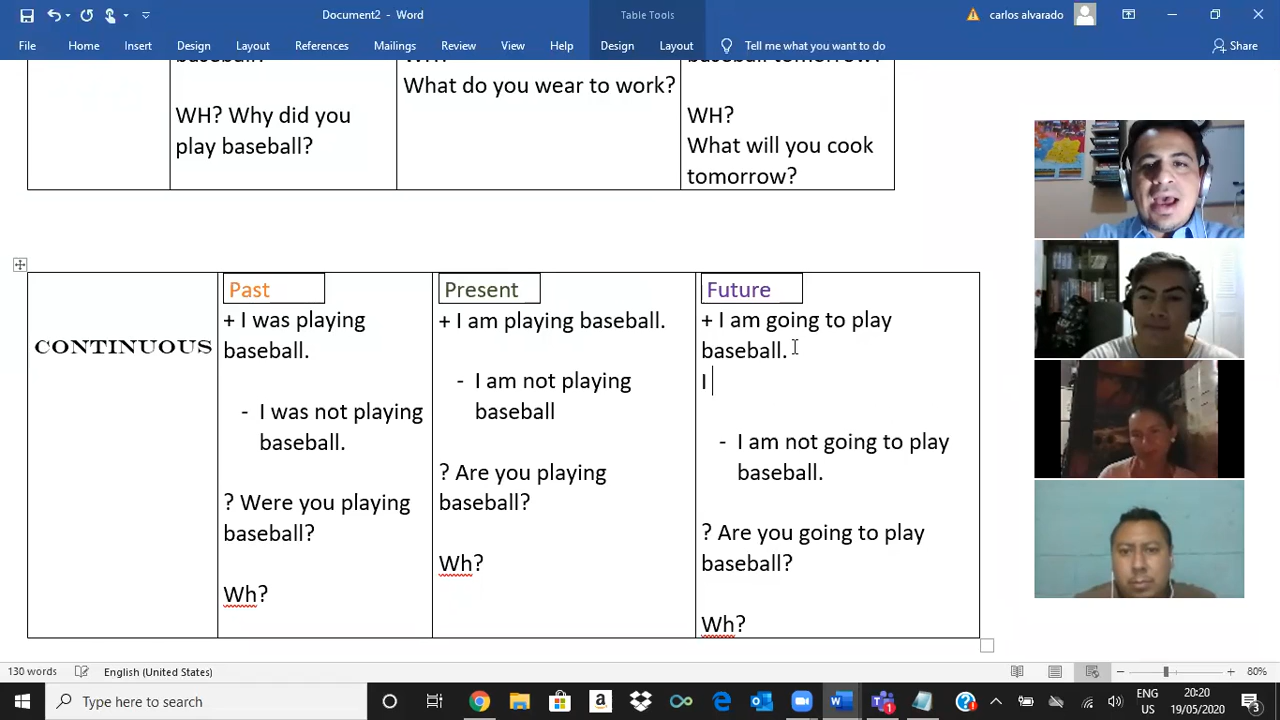 Document2 - Word
Table Tools
carlos alvarado
File Home Insert Design Layout References Mailings Review View Help Design Layout Tell me what you want to do Share
baseball?
WH? Why did you
play baseball?
WH?
What do you wear to work?
baseball tomorrow?
WH?
What will you cook
tomorrow?
CONTINUOUS
Past
+ I was playing
baseball.
- I was not playing
baseball.
? Were you playing
baseball?
Wh?
Present
+ I am playing baseball.
- I am not playing
baseball
? Are you playing
baseball?
Wh?
Future
+ I am going to play
baseball.
I
- I am not going to play
baseball.
? Are you going to play
baseball?
Wh?
130 words English (United States) 80%
Type here to search
ENG
20:20
19/05/2020